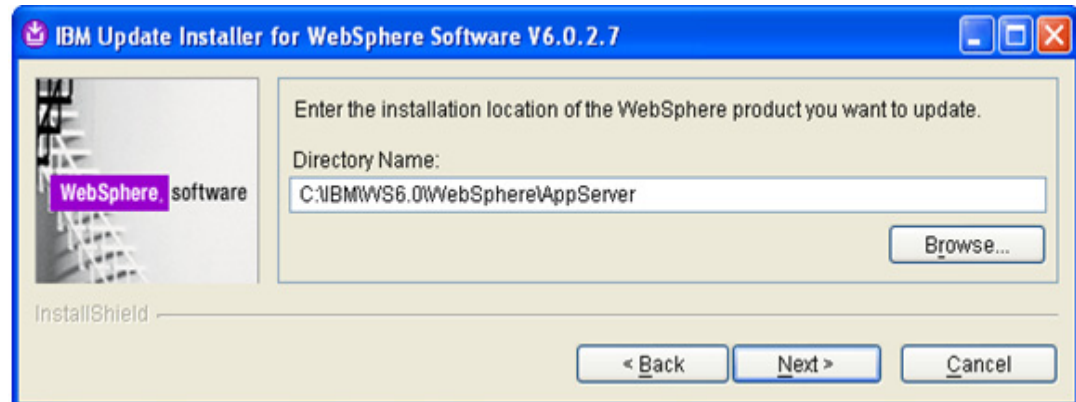 IBM Update Installer for WebSphere Software V6.0.2.7
Enter the installation location of the WebSphere product you want to update.
Directory Name:
WebSphere. software
C:\IBM\WS6.0\WebSphere\AppServer
Browse...
InstallShield
< Back
Next >
Cancel